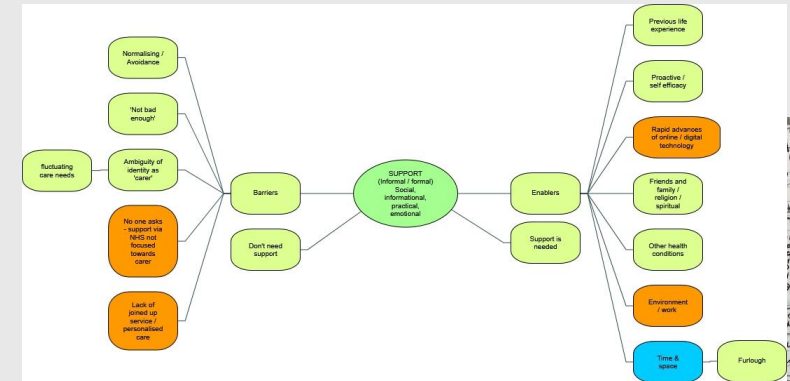 Normalising /
Avoidance
'Not bad
enough'
fluctuating
care needs
Ambiguity of
identity as
'carer'
No one asks
- support via
NHS not
focused
towards
carer
Lack of
joined up
service /
personalised
care
Barriers
Don't need
support
SUPPORT
(Informal / formal)
Social,
informational,
practical,
emotional
Enablers
Support is
needed
Previous life
experience
Proactive /
self efficacy
Rapid advances
of online / digital
technology
Friends and
family /
religion /
spiritual
Other health
conditions
Environment
/ work
Time &
space
Furlough